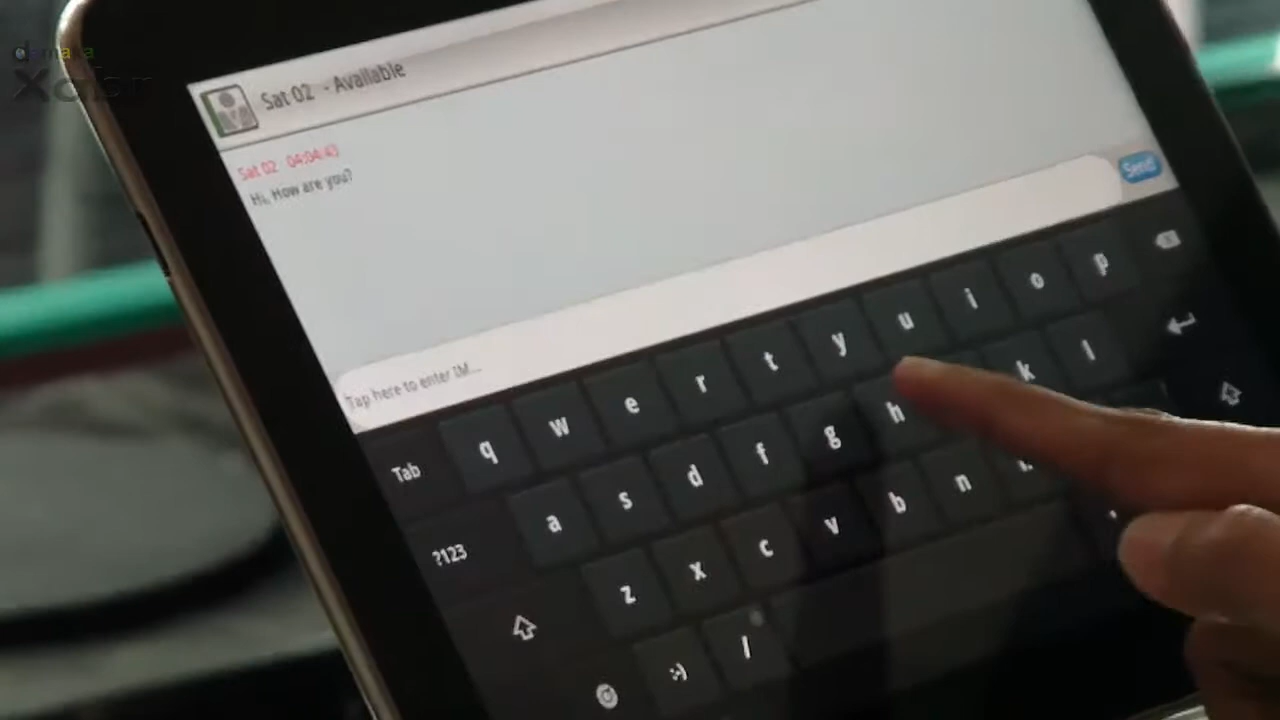 Sat 02 - Available
Sat 02 04:04:43
Hi, How are you?
Send
Tap here to enter IM...
Tab q w e r t y u i o p
?123 a s d f g h k l
z x c v b n
:-) /